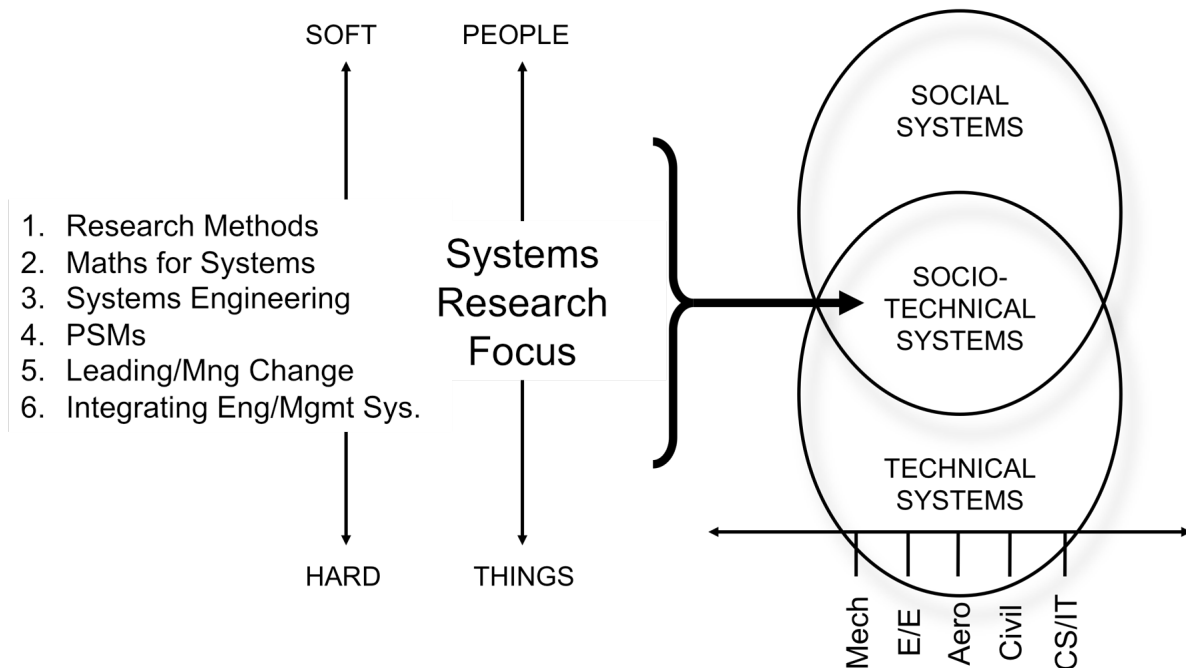 SOFT
PEOPLE
1. Research Methods
2. Maths for Systems
3. Systems Engineering
4. PSMs
5. Leading/Mng Change
6. Integrating Eng/Mgmt Sys.
Systems
Research
Focus
HARD
THINGS
SOCIAL
SYSTEMS
SOCIO-
TECHNICAL
SYSTEMS
TECHNICAL
SYSTEMS
Mech
E/E
Aero
Civil
CS/IT